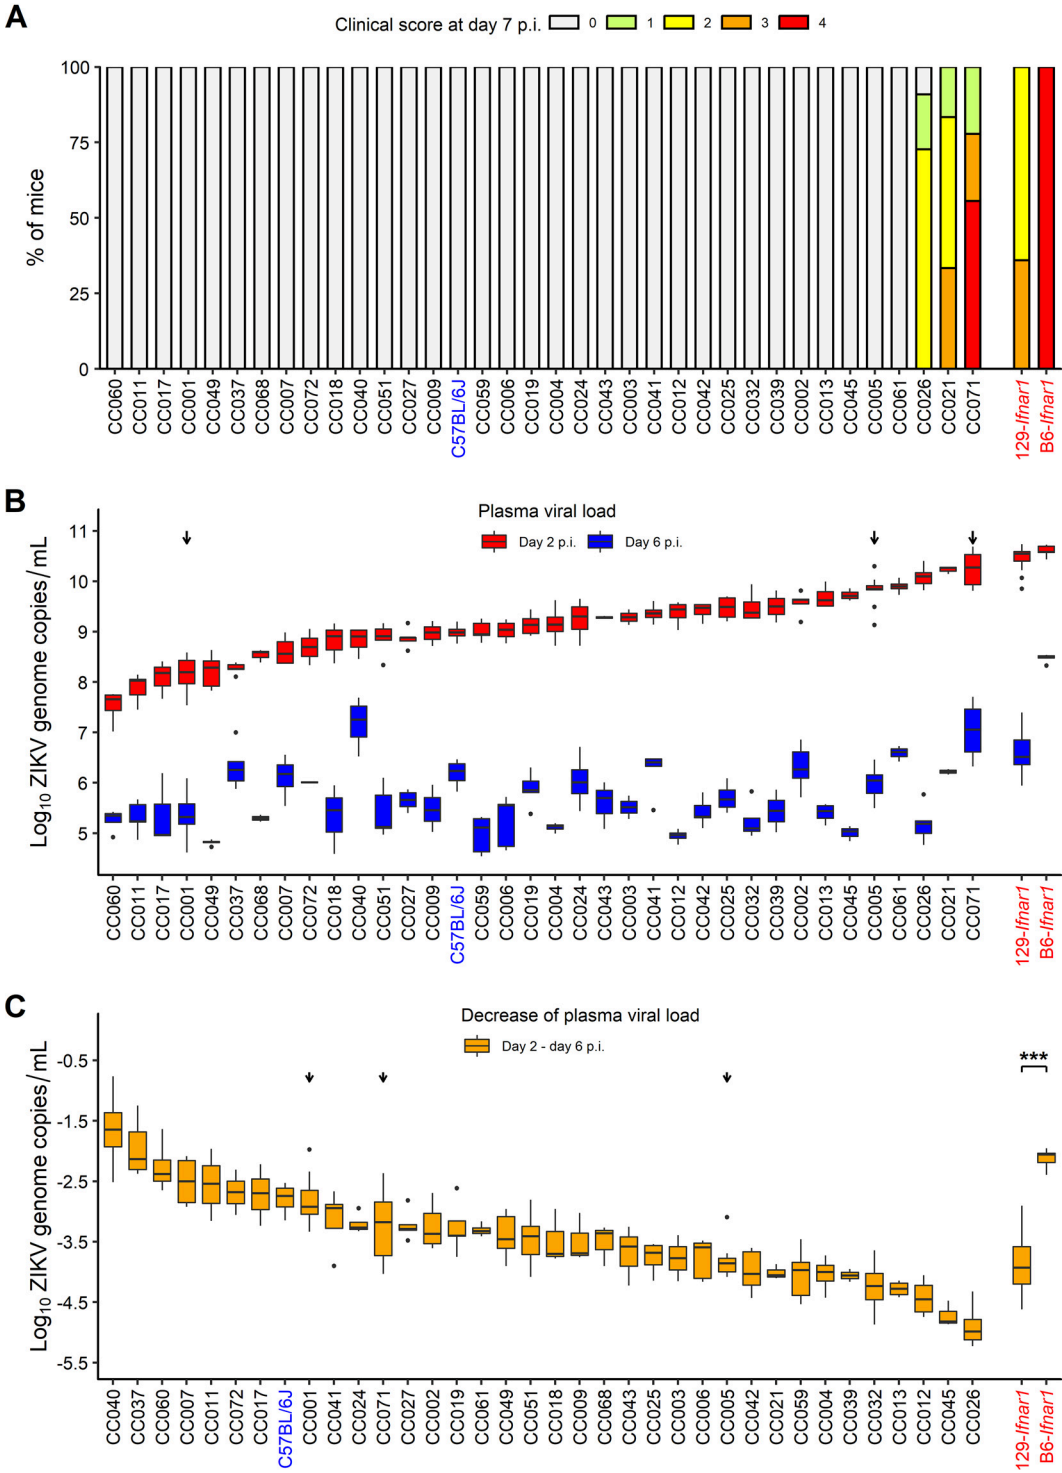 A
Clinical score at day 7 p.i. 0 1 2 3 4
% of mice
100
75
50
25
0
CC060 CC011 CC017 CC001 CC049 CC037 CC068 CC007 CC072 CC018 CC040 CC051 CC027 CC009 C57BL/6J CC059 CC006 CC019 CC004 CC024 CC043 CC003 CC041 CC012 CC042 CC025 CC032 CC039 CC002 CC013 CC045 CC005 CC061 CC026 CC021 CC071 129-Ifnar1 B6-Ifnar1
B
Plasma viral load
Day 2 p.i. Day 6 p.i.
Log10 ZIKV genome copies/mL
11
10
9
8
7
6
5
CC060 CC011 CC017 CC001 CC049 CC037 CC068 CC007 CC072 CC018 CC040 CC051 CC027 CC009 C57BL/6J CC059 CC006 CC019 CC004 CC024 CC043 CC003 CC041 CC012 CC042 CC025 CC032 CC039 CC002 CC013 CC045 CC005 CC061 CC026 CC021 CC071 129-Ifnar1 B6-Ifnar1
C
Decrease of plasma viral load
Day 2 - day 6 p.i.
***
Log10 ZIKV genome copies/mL
-0.5
-1.5
-2.5
-3.5
-4.5
-5.5
CC040 CC037 CC060 CC007 CC011 CC072 CC017 C57BL/6J CC001 CC041 CC024 CC071 CC027 CC002 CC019 CC061 CC049 CC051 CC018 CC009 CC068 CC043 CC025 CC003 CC006 CC005 CC042 CC021 CC059 CC004 CC039 CC032 CC013 CC012 CC045 CC026 129-Ifnar1 B6-Ifnar1